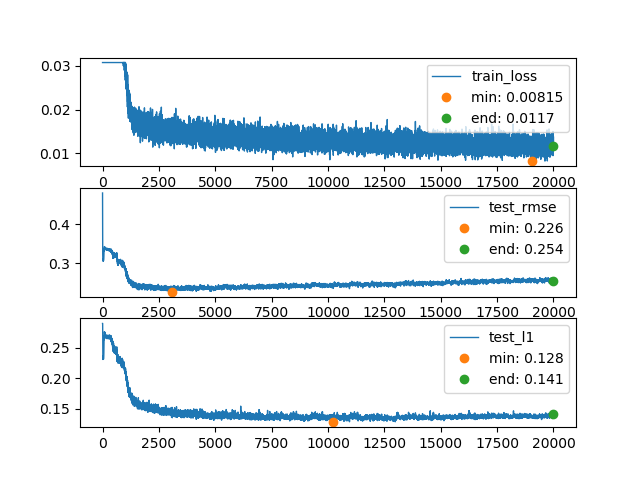 0.03
0.02
0.01
train_loss
min: 0.00815
end: 0.0117
0 2500 5000 7500 10000 12500 15000 17500 20000
0.4
0.3
test_rmse
min: 0.226
end: 0.254
0 2500 5000 7500 10000 12500 15000 17500 20000
0.25
0.20
0.15
test_l1
min: 0.128
end: 0.141
0 2500 5000 7500 10000 12500 15000 17500 20000